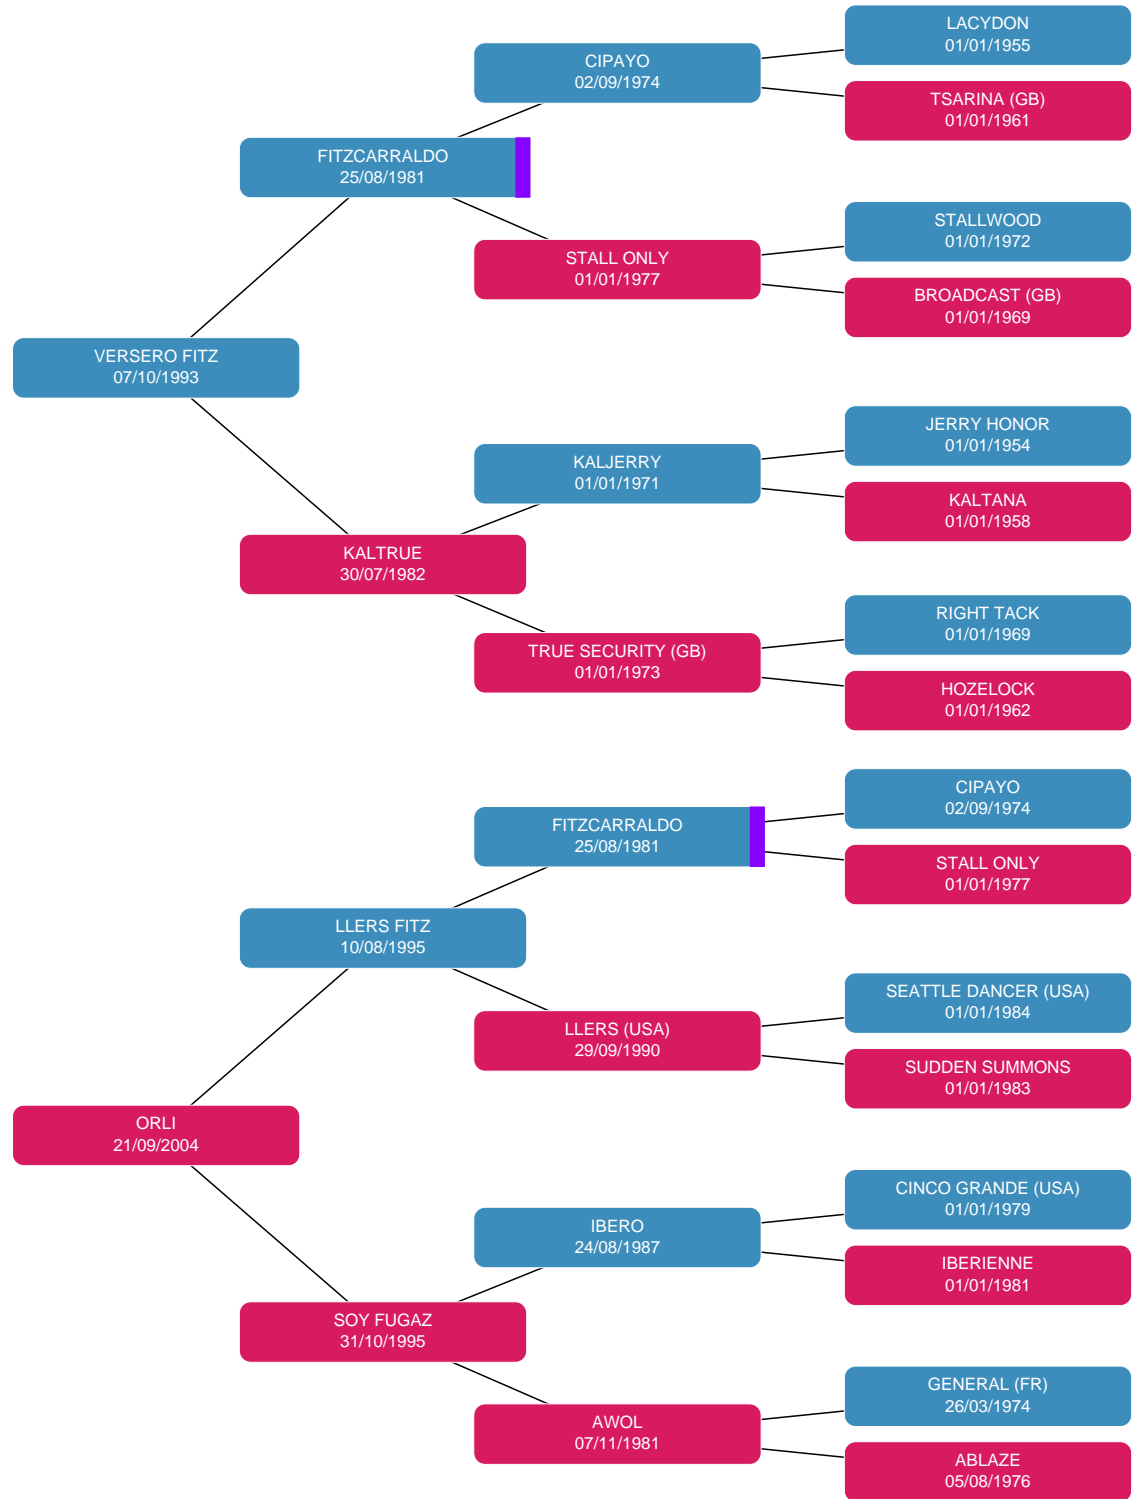 LACYDON
01/01/1955
CIPAYO
02/09/1974
TSARINA (GB)
01/01/1961
FITZCARRALDO
25/08/1981
STALLWOOD
01/01/1972
STALL ONLY
01/01/1977
BROADCAST (GB)
01/01/1969
VERSERO FITZ
07/10/1993
JERRY HONOR
01/01/1954
KALJERRY
01/01/1971
KALTANA
01/01/1958
KALTRUE
30/07/1982
RIGHT TACK
01/01/1969
TRUE SECURITY (GB)
01/01/1973
HOZELOCK
01/01/1962
CIPAYO
02/09/1974
FITZCARRALDO
25/08/1981
STALL ONLY
01/01/1977
LLERS FITZ
10/08/1995
SEATTLE DANCER (USA)
01/01/1984
LLERS (USA)
29/09/1990
SUDDEN SUMMONS
01/01/1983
ORLI
21/09/2004
CINCO GRANDE (USA)
01/01/1979
IBERO
24/08/1987
IBERIENNE
01/01/1981
SOY FUGAZ
31/10/1995
GENERAL (FR)
26/03/1974
AWOL
07/11/1981
ABLAZE
05/08/1976